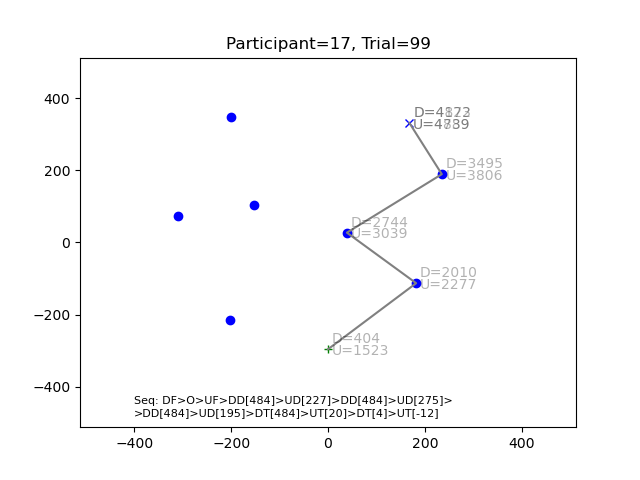 Participant=17, Trial=99
400
200
0
−200
−400
D=3495
U=3806
D=2744
U=3039
D=2010
U=2277
D=404
U=1523
Seq: DF>O>UF>DD[484]>UD[227]>DD[484]>UD[275]>
>DD[484]>UD[195]>DT[484]>UT[20]>DT[4]>UT[-12]
−400
−200
0
200
400